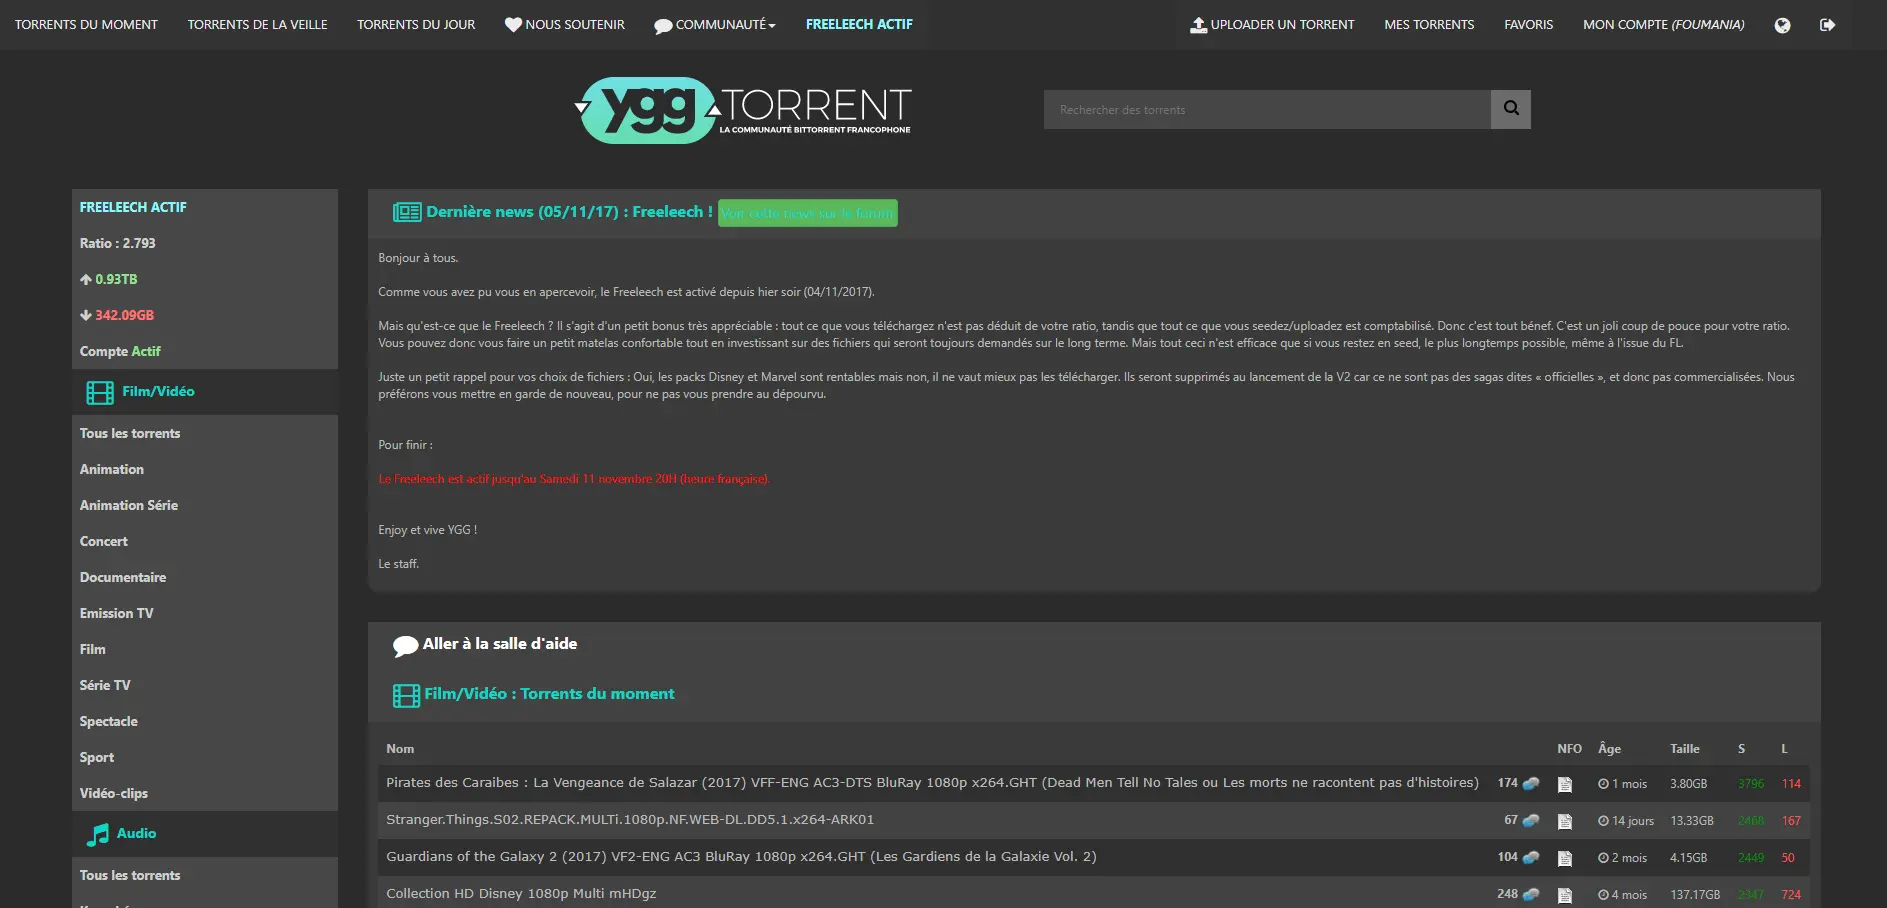 TORRENTS DU MOMENT TORRENTS DE LA VEILLE TORRENTS DU JOUR NOUS SOUTENIR COMMUNAUTÉ FREELEECH ACTIF UPLOADER UN TORRENT MES TORRENTS FAVORIS MON COMPTE (FOUMANIA)
ygg TORRENT
LA COMMUNAUTÉ BITTORRENT FRANCOPHONE
Rechercher des torrents
FREELEECH ACTIF
Ratio : 2.793
0.93TB
342.09GB
Compte Actif
Film/Vidéo
Tous les torrents
Animation
Animation Série
Concert
Documentaire
Emission TV
Film
Série TV
Spectacle
Sport
Vidéo-clips
Audio
Tous les torrents
Dernière news (05/11/17) : Freeleech ! Voir cette news sur le forum
Bonjour à tous.
Comme vous avez pu vous en apercevoir, le Freeleech est activé depuis hier soir (04/11/2017).
Mais qu'est-ce que le Freeleech ? Il s'agit d'un petit bonus très appréciable : tout ce que vous téléchargez n'est pas déduit de votre ratio, tandis que tout ce que vous seedez/uploadez est comptabilisé. Donc c'est tout bénef. C'est un joli coup de pouce pour votre ratio.
Vous pouvez donc vous faire un petit matelas confortable tout en investissant sur des fichiers qui seront toujours demandés sur le long terme. Mais tout ceci n'est efficace que si vous restez en seed, le plus longtemps possible, même à l'issue du FL.
Juste un petit rappel pour vos choix de fichiers : Oui, les packs Disney et Marvel sont rentables mais non, il ne vaut mieux pas les télécharger. Ils seront supprimés au lancement de la V2 car ce ne sont pas des sagas dites « officielles », et donc pas commercialisées. Nous
préférons vous mettre en garde de nouveau, pour ne pas vous prendre au dépourvu.
Pour finir :
Le Freeleech est actif jusqu'au Samedi 11 novembre 20H (heure française).
Enjoy et vive YGG !
Le staff.
Aller à la salle d'aide
Film/Vidéo : Torrents du moment
Nom NFO Âge Taille S L
Pirates des Caraibes : La Vengeance de Salazar (2017) VFF-ENG AC3-DTS BluRay 1080p x264.GHT (Dead Men Tell No Tales ou Les morts ne racontent pas d'histoires) 174 1 mois 3.80GB 3796 114
Stranger.Things.S02.REPACK.MULTi.1080p.NF.WEB-DL.DD5.1.x264-ARK01 67 14 jours 13.33GB 2468 167
Guardians of the Galaxy 2 (2017) VF2-ENG AC3 BluRay 1080p x264.GHT (Les Gardiens de la Galaxie Vol. 2) 104 2 mois 4.15GB 2449 50
Collection HD Disney 1080p Multi mHDgz 248 4 mois 137.17GB 2347 724